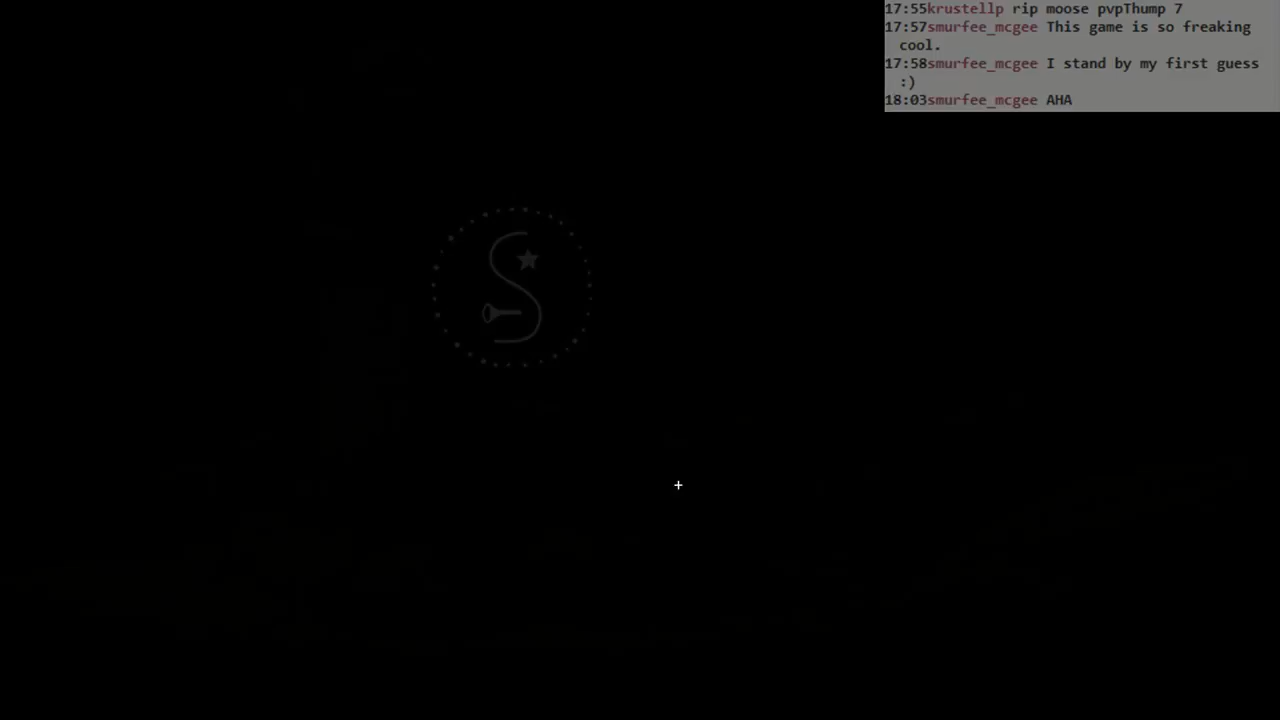 17:55krustellp rip moose pvpThump 7
17:57smurfee_mcgee This game is so freaking
cool.
17:58smurfee_mcgee I stand by my first guess
:)
18:03smurfee_mcgee AHA
S